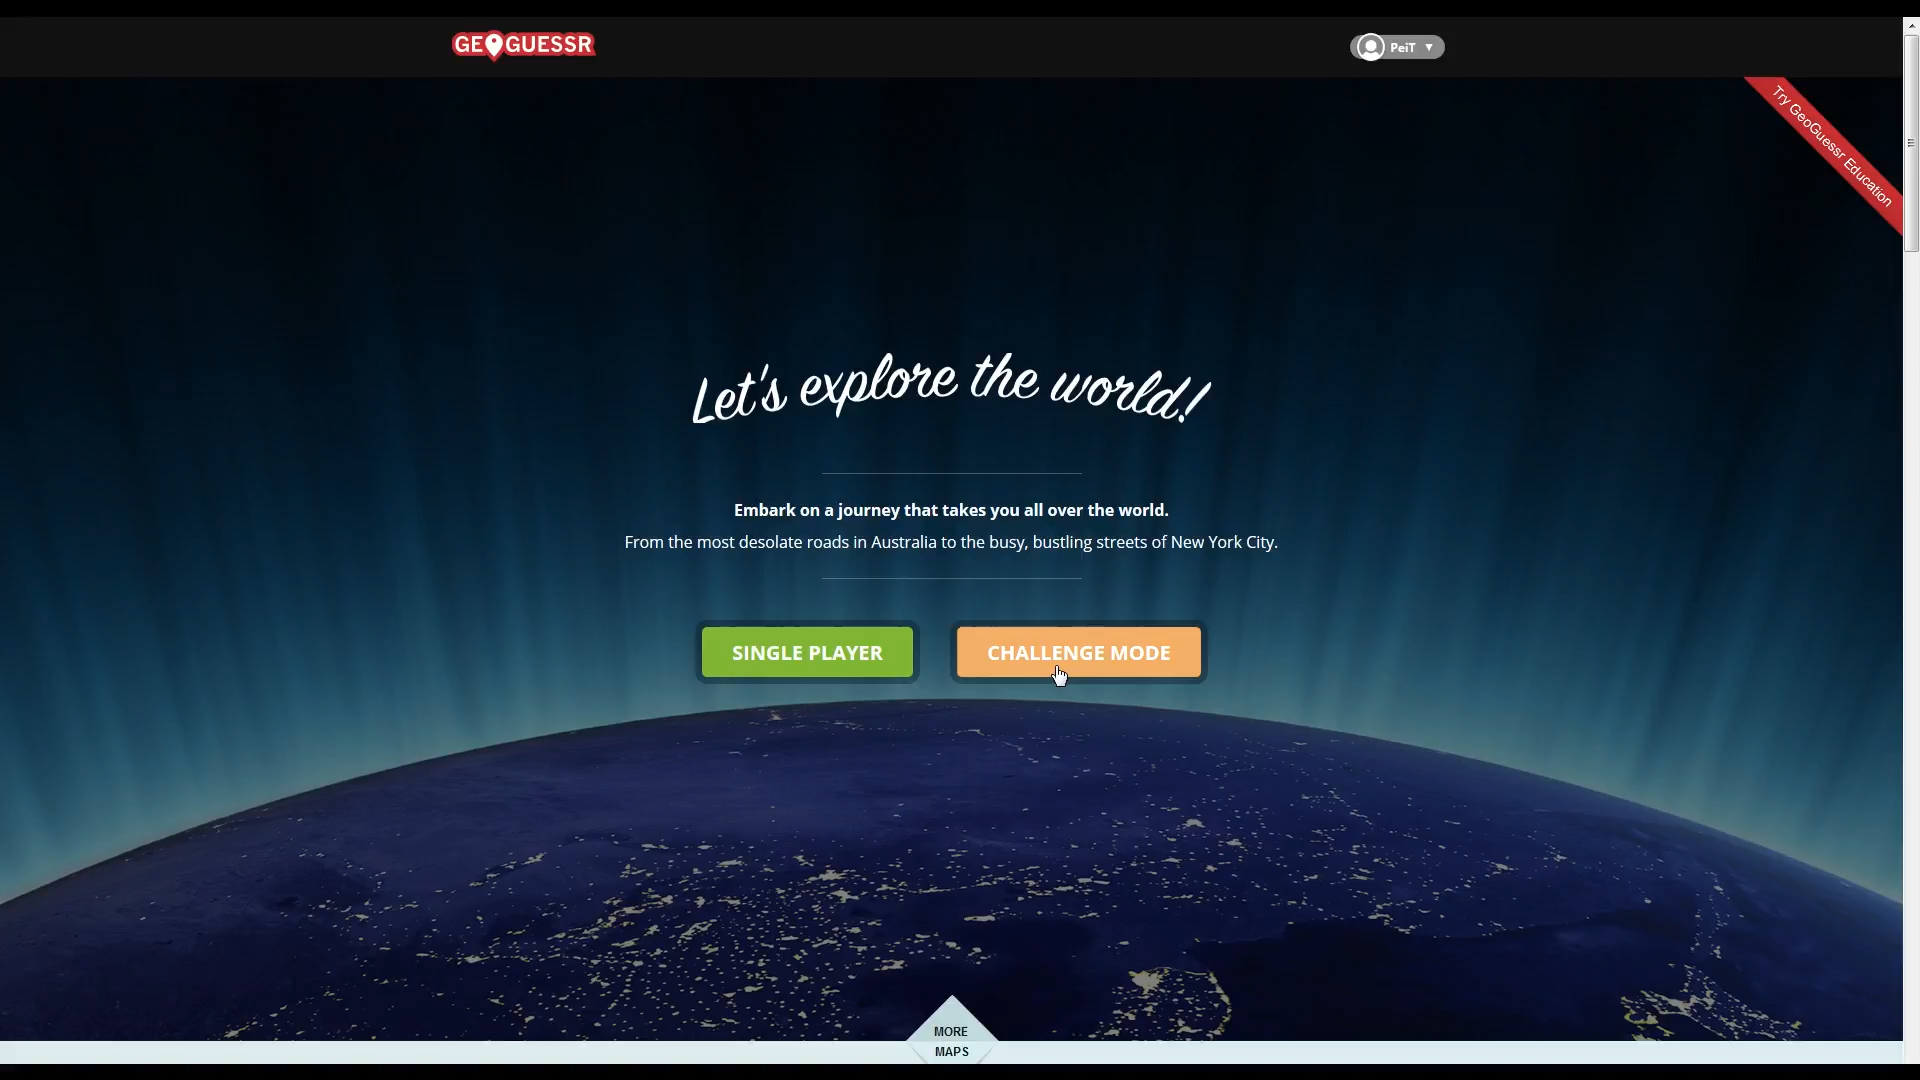 GEOGUESSR
PeiT
Try GeoGuessr Education
Let's explore the world!
Embark on a journey that takes you all over the world.
From the most desolate roads in Australia to the busy, bustling streets of New York City.
SINGLE PLAYER
CHALLENGE MODE
MORE
MAPS